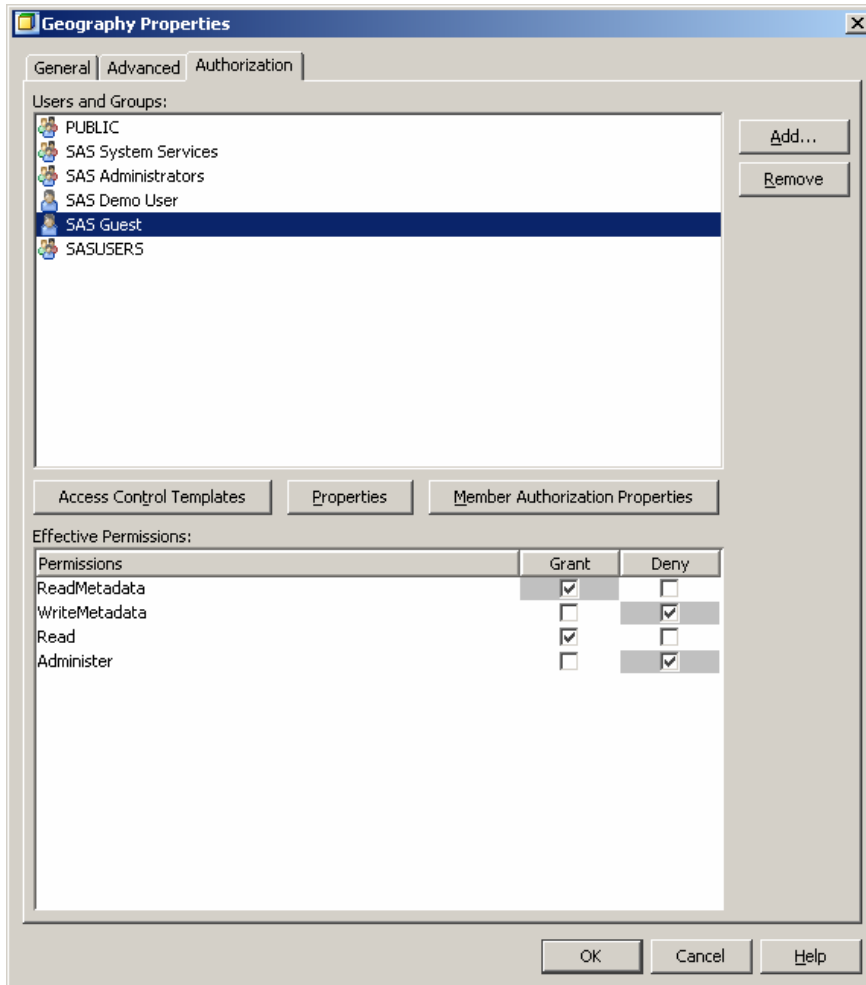 Geography Properties
General Advanced Authorization
Users and Groups:
PUBLIC
SAS System Services
SAS Administrators
SAS Demo User
SAS Guest
SASUSERS
Add...
Remove
Access Control Templates Properties Member Authorization Properties
Effective Permissions:
Permissions Grant Deny
ReadMetadata
WriteMetadata
Read
Administer
OK Cancel Help